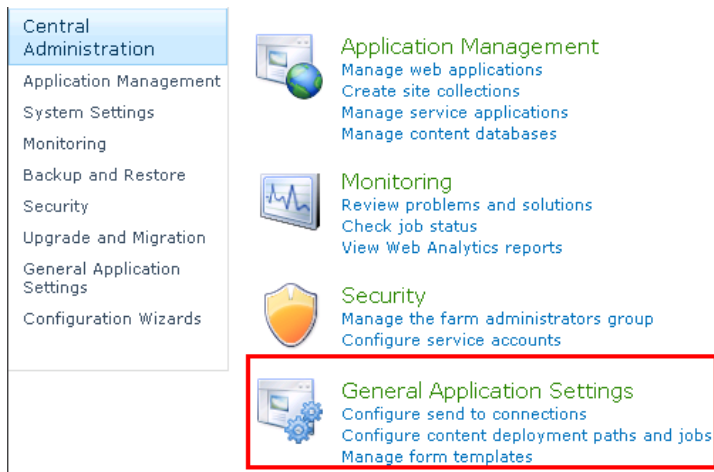 Central
Administration
Application Management
System Settings
Monitoring
Backup and Restore
Security
Upgrade and Migration
General Application
Settings
Configuration Wizards
Application Management
Manage web applications
Create site collections
Manage service applications
Manage content databases
Monitoring
Review problems and solutions
Check job status
View Web Analytics reports
Security
Manage the farm administrators group
Configure service accounts
General Application Settings
Configure send to connections
Configure content deployment paths and jobs
Manage form templates